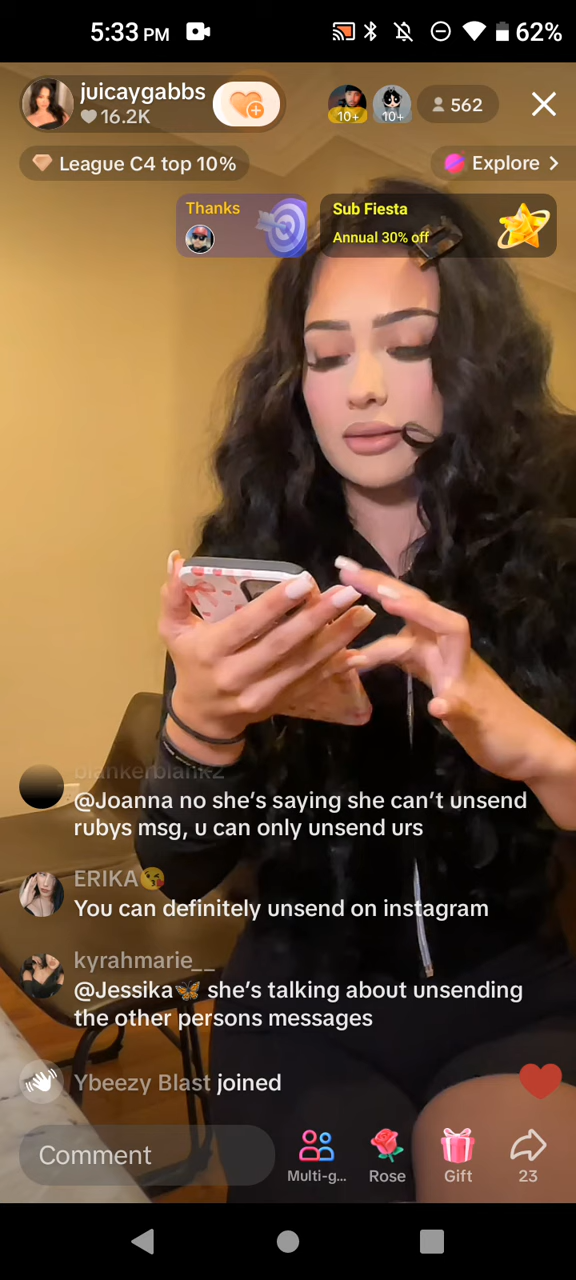 5:33 PM
62%
juicaygabbs
16.2K
10+
10+
562
League C4 top 10%
Explore >
Thanks
Sub Fiesta
Annual 30% off
blankerblank2
@Joanna no she’s saying she can’t unsend
rubys msg, u can only unsend urs
ERIKA😘
You can definitely unsend on instagram
kyrahmarie__
@Jessika🦋 she’s talking about unsending
the other persons messages
Ybeezy Blast joined
Comment
Multi-g...
Rose
Gift
23